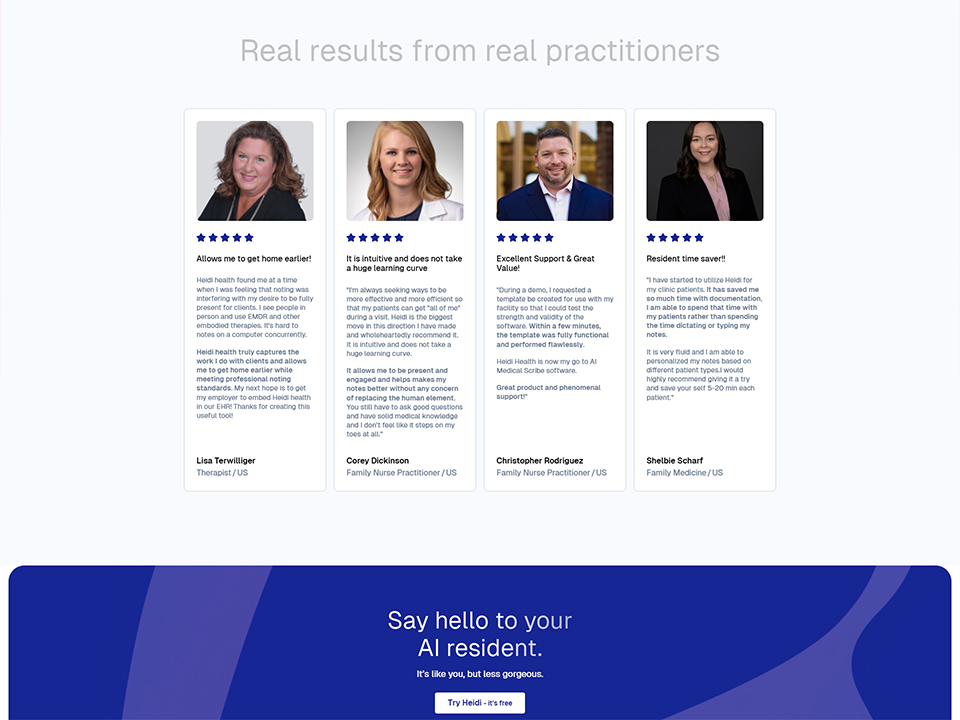 Real results from real practitioners
Allows me to get home earlier!
Heidi health found me at a time
when I was feeling that noting was
interfering with my desire to be fully
present for clients. I see people in
person and use EMDR and other
embodied therapies. It's hard to
notes on a computer concurrently.
Heidi health truly captures the
work I do with clients and allows
me to get home earlier while
meeting professional noting
standards. My next hope is to get
my employer to embed Heidi health
in our EHR! Thanks for creating this
useful tool!
Lisa Terwilliger
Therapist / US
It is intuitive and does not take
a huge learning curve
"I'm always seeking ways to be
more effective and more efficient so
that my patients can get "all of me"
during a visit. Heidi is the biggest
move in this direction I have made
and wholeheartedly recommend it.
It is intuitive and does not take a
huge learning curve.
It allows me to be present and
engaged and helps makes my
notes better without any concern
of replacing the human element.
You still have to ask good questions
and have solid medical knowledge
and I don't feel like it steps on my
toes at all."
Corey Dickinson
Family Nurse Practitioner / US
Excellent Support & Great
Value!
"During a demo, I requested a
template be created for use with my
facility so that I could test the
strength and validity of the
software. Within a few minutes,
the template was fully functional
and performed flawlessly.
Heidi Health is now my go to AI
Medical Scribe software.
Great product and phenomenal
support!"
Christopher Rodriguez
Family Nurse Practitioner / US
Resident time saver!!
"I have started to utilize Heidi for
my clinic patients. It has saved me
so much time with documentation,
I am able to spend that time with
my patients rather than spending
the time dictating or typing my
notes.
It is very fluid and I am able to
personalized my notes based on
different patient types.I would
highly recommend giving it a try
and save your self 5-20 min each
patient."
Shelbie Scharf
Family Medicine / US
Say hello to your
AI resident.
It's like you, but less gorgeous.
Try Heidi - it's free